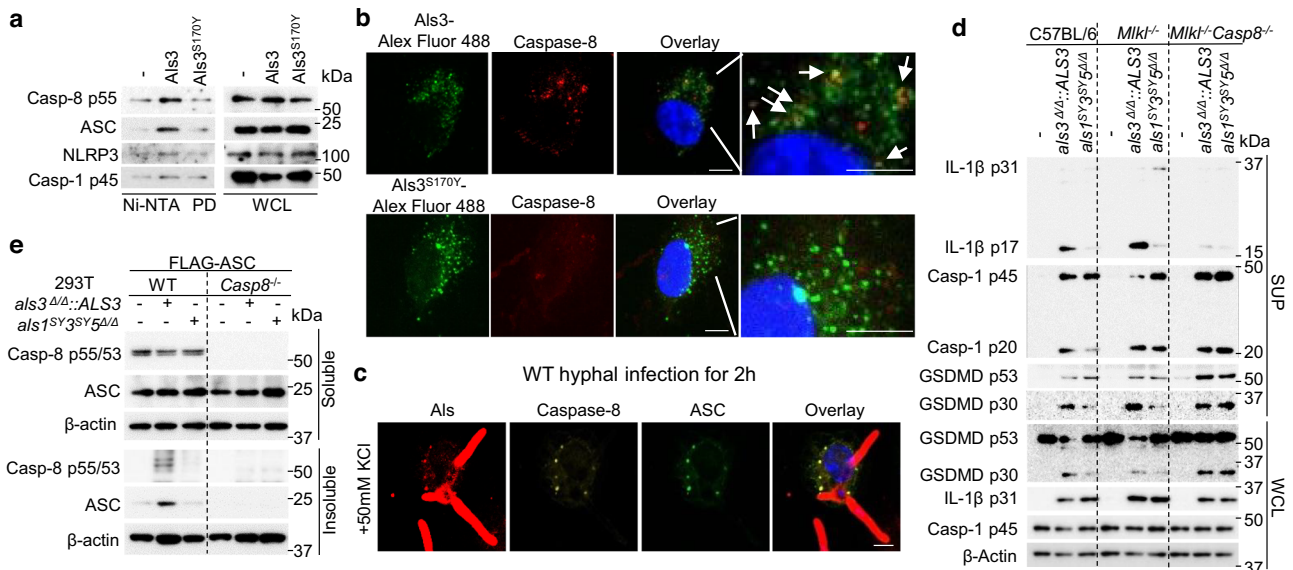 a
- Als3 Als3S170Y - Als3 Als3S170Y kDa
Casp-8 p55 -50
ASC -25
NLRP3 -100
Casp-1 p45 -50
Ni-NTA PD WCL
b
Als3-
Alex Fluor 488 Caspase-8 Overlay
Als3S170Y-
Alex Fluor 488 Caspase-8 Overlay
c
WT hyphal infection for 2h
Als Caspase-8 ASC Overlay
+50mM KCl
d
C57BL/6 Mlkl-/- Mlkl-/-Casp8-/-
- als3Δ/Δ::ALS3 als1SY3SY5Δ/Δ - als3Δ/Δ::ALS3 als1SY3SY5Δ/Δ - als3Δ/Δ::ALS3 als1SY3SY5Δ/Δ
kDa
IL-1β p31 -37
IL-1β p17 -15
Casp-1 p45 -50
Casp-1 p20 -20
GSDMD p53 -50
GSDMD p30 -37
SUP
GSDMD p53 -50
-37
GSDMD p30 -37
IL-1β p31 -37
Casp-1 p45 -50
β-Actin -37
WCL
e
FLAG-ASC
293T WT Casp8-/-
als3Δ/Δ::ALS3 - + - - + -
als1SY3SY5Δ/Δ - - + - - + kDa
Casp-8 p55/53 -50
ASC -25
β-actin -37
Soluble
Casp-8 p55/53 -50
ASC -25
β-actin -37
Insoluble